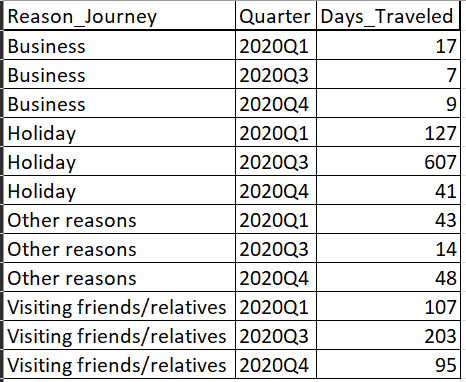 Reason_Journey Quarter Days_Traveled
Business 2020Q1 17
Business 2020Q3 7
Business 2020Q4 9
Holiday 2020Q1 127
Holiday 2020Q3 607
Holiday 2020Q4 41
Other reasons 2020Q1 43
Other reasons 2020Q3 14
Other reasons 2020Q4 48
Visiting friends/relatives 2020Q1 107
Visiting friends/relatives 2020Q3 203
Visiting friends/relatives 2020Q4 95